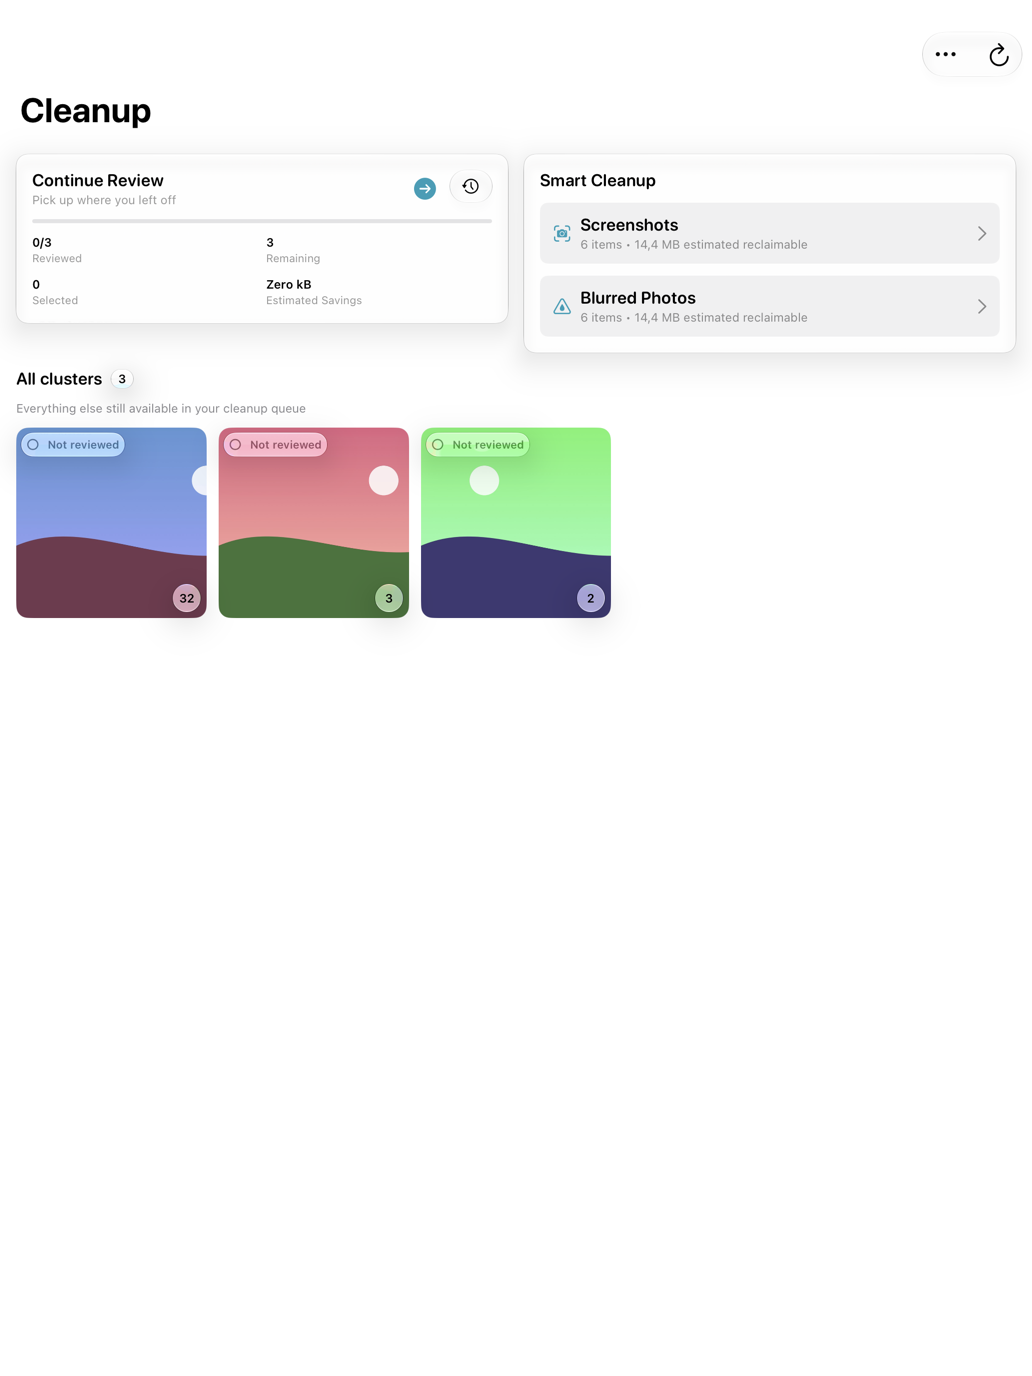 Cleanup
Continue Review
Pick up where you left off
0/3
Reviewed
3
Remaining
0
Selected
Zero kB
Estimated Savings
Smart Cleanup
Screenshots
6 items • 14,4 MB estimated reclaimable
Blurred Photos
6 items • 14,4 MB estimated reclaimable
All clusters 3
Everything else still available in your cleanup queue
Not reviewed
32
Not reviewed
3
Not reviewed
2